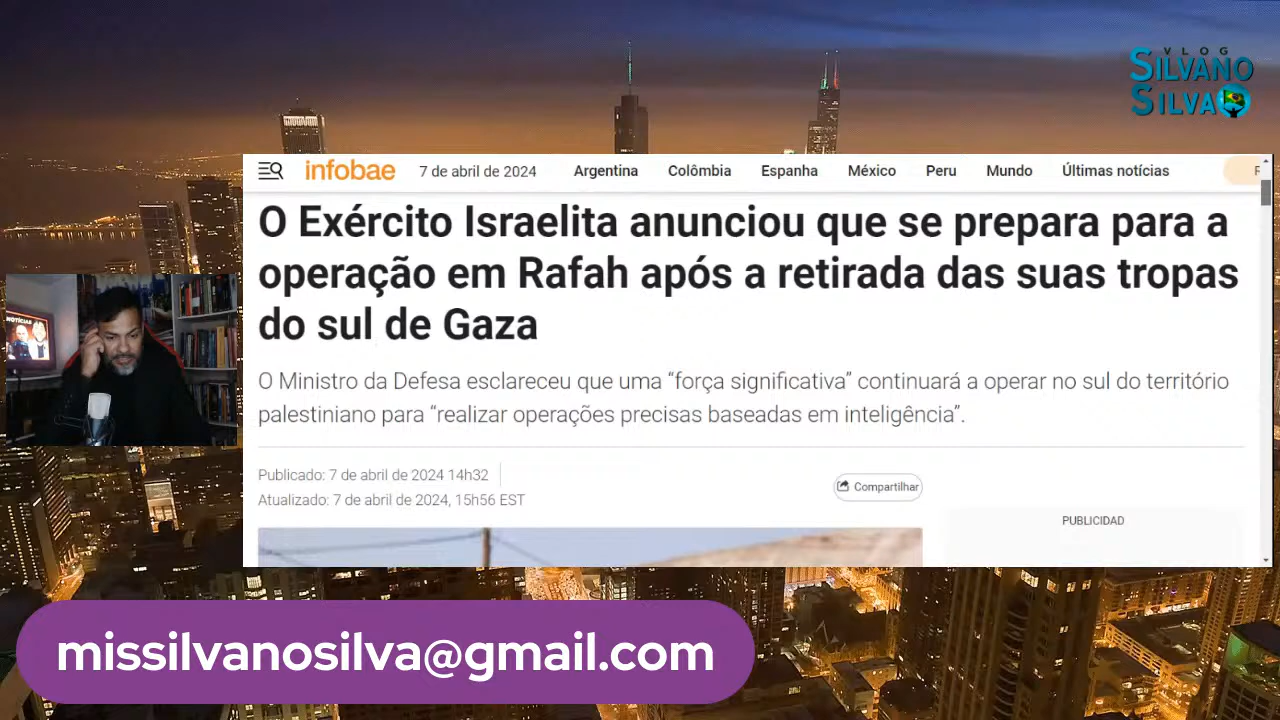 VLOG
SILVANO
SILVA
infobae 7 de abril de 2024 Argentina Colômbia Espanha México Peru Mundo Últimas notícias
O Exército Israelita anunciou que se prepara para a
operação em Rafah após a retirada das suas tropas
do sul de Gaza
O Ministro da Defesa esclareceu que uma “força significativa” continuará a operar no sul do território
palestiniano para “realizar operações precisas baseadas em inteligência”.
Publicado: 7 de abril de 2024 14h32
Atualizado: 7 de abril de 2024, 15h56 EST
Compartilhar
PUBLICIDAD
NOTÍCIAS
missilvanosilva@gmail.com